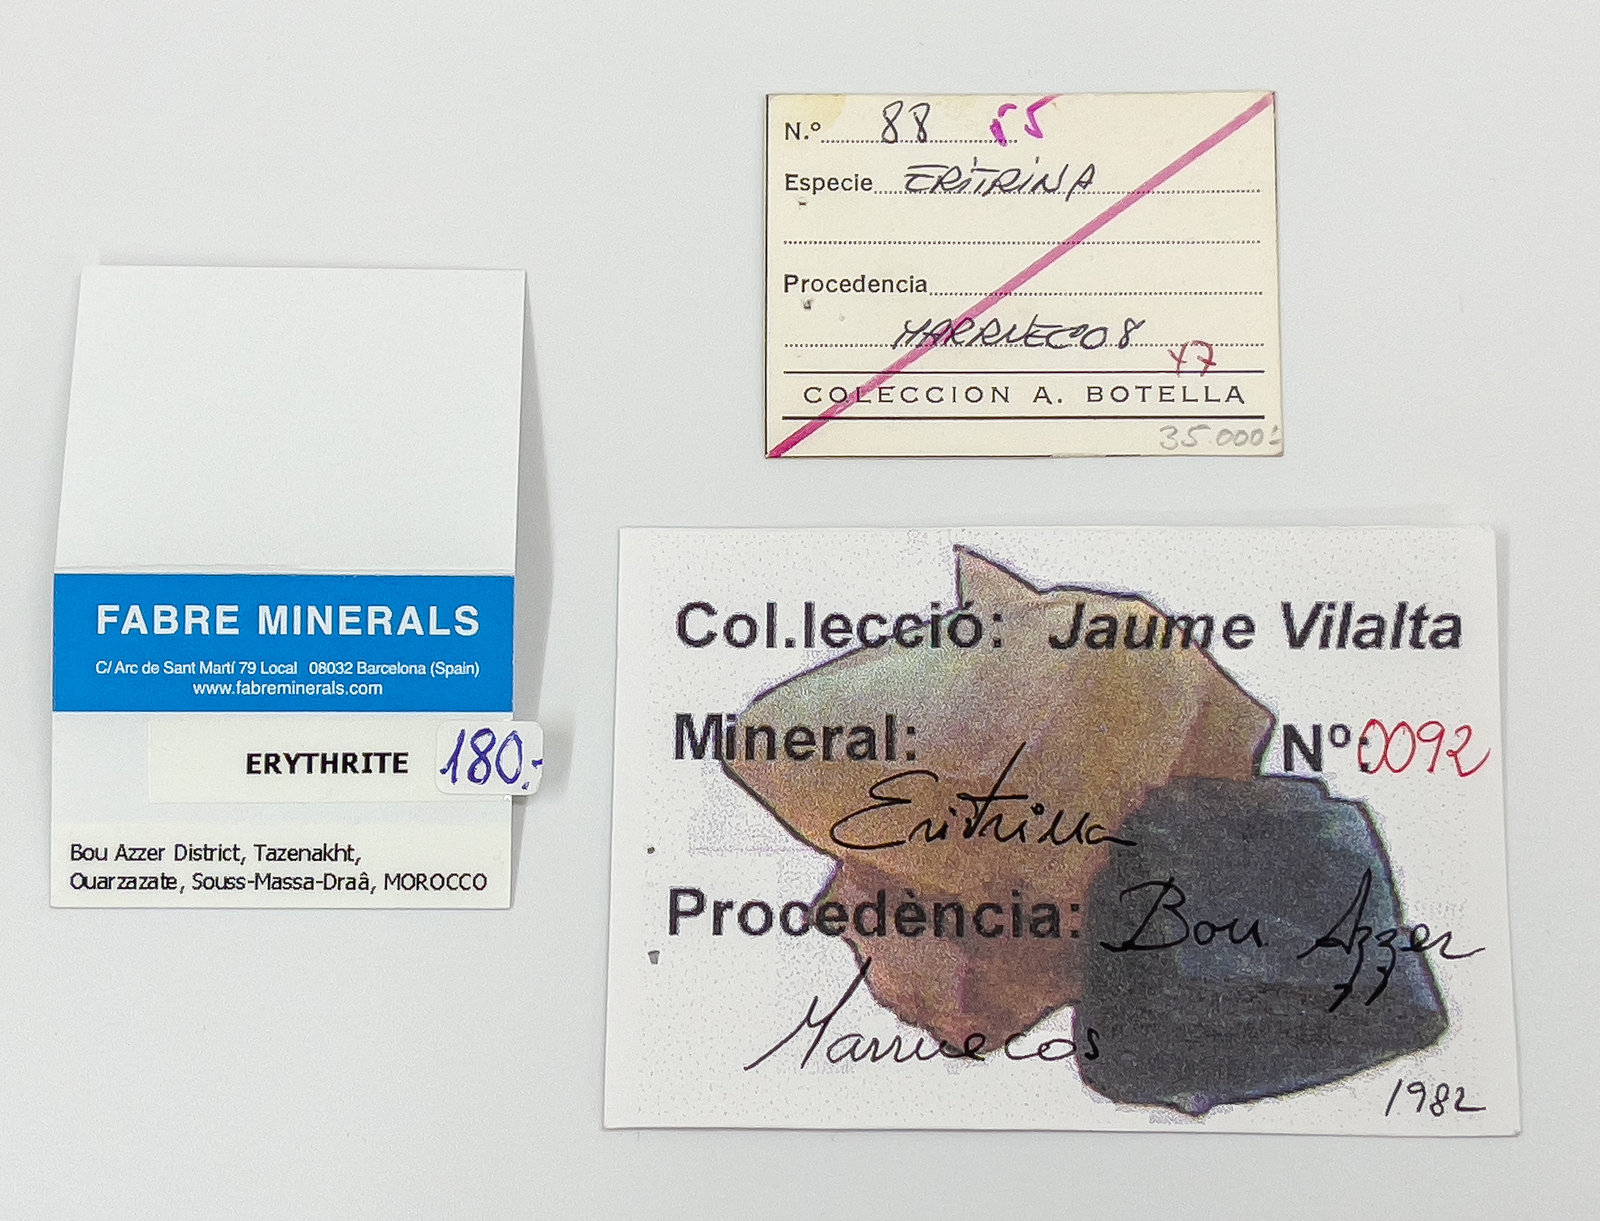 N.º 88 55
Especie ERITRINA
Procedencia
MARRUECOS
Y7
COLECCION A. BOTELLA
35.000.-
FABRE MINERALS
C/ Arc de Sant Martí 79 Local 08032 Barcelona (Spain)
www.fabreminerals.com
ERYTHRITE 180.-
Bou Azzer District, Tazenakht,
Ouarzazate, Souss-Massa-Draâ, MOROCCO
Col.lecció: Jaume Vilalta
Mineral: Nº: 0092
Eritrina
Procedència: Bou Azzer
Marruecos
1982